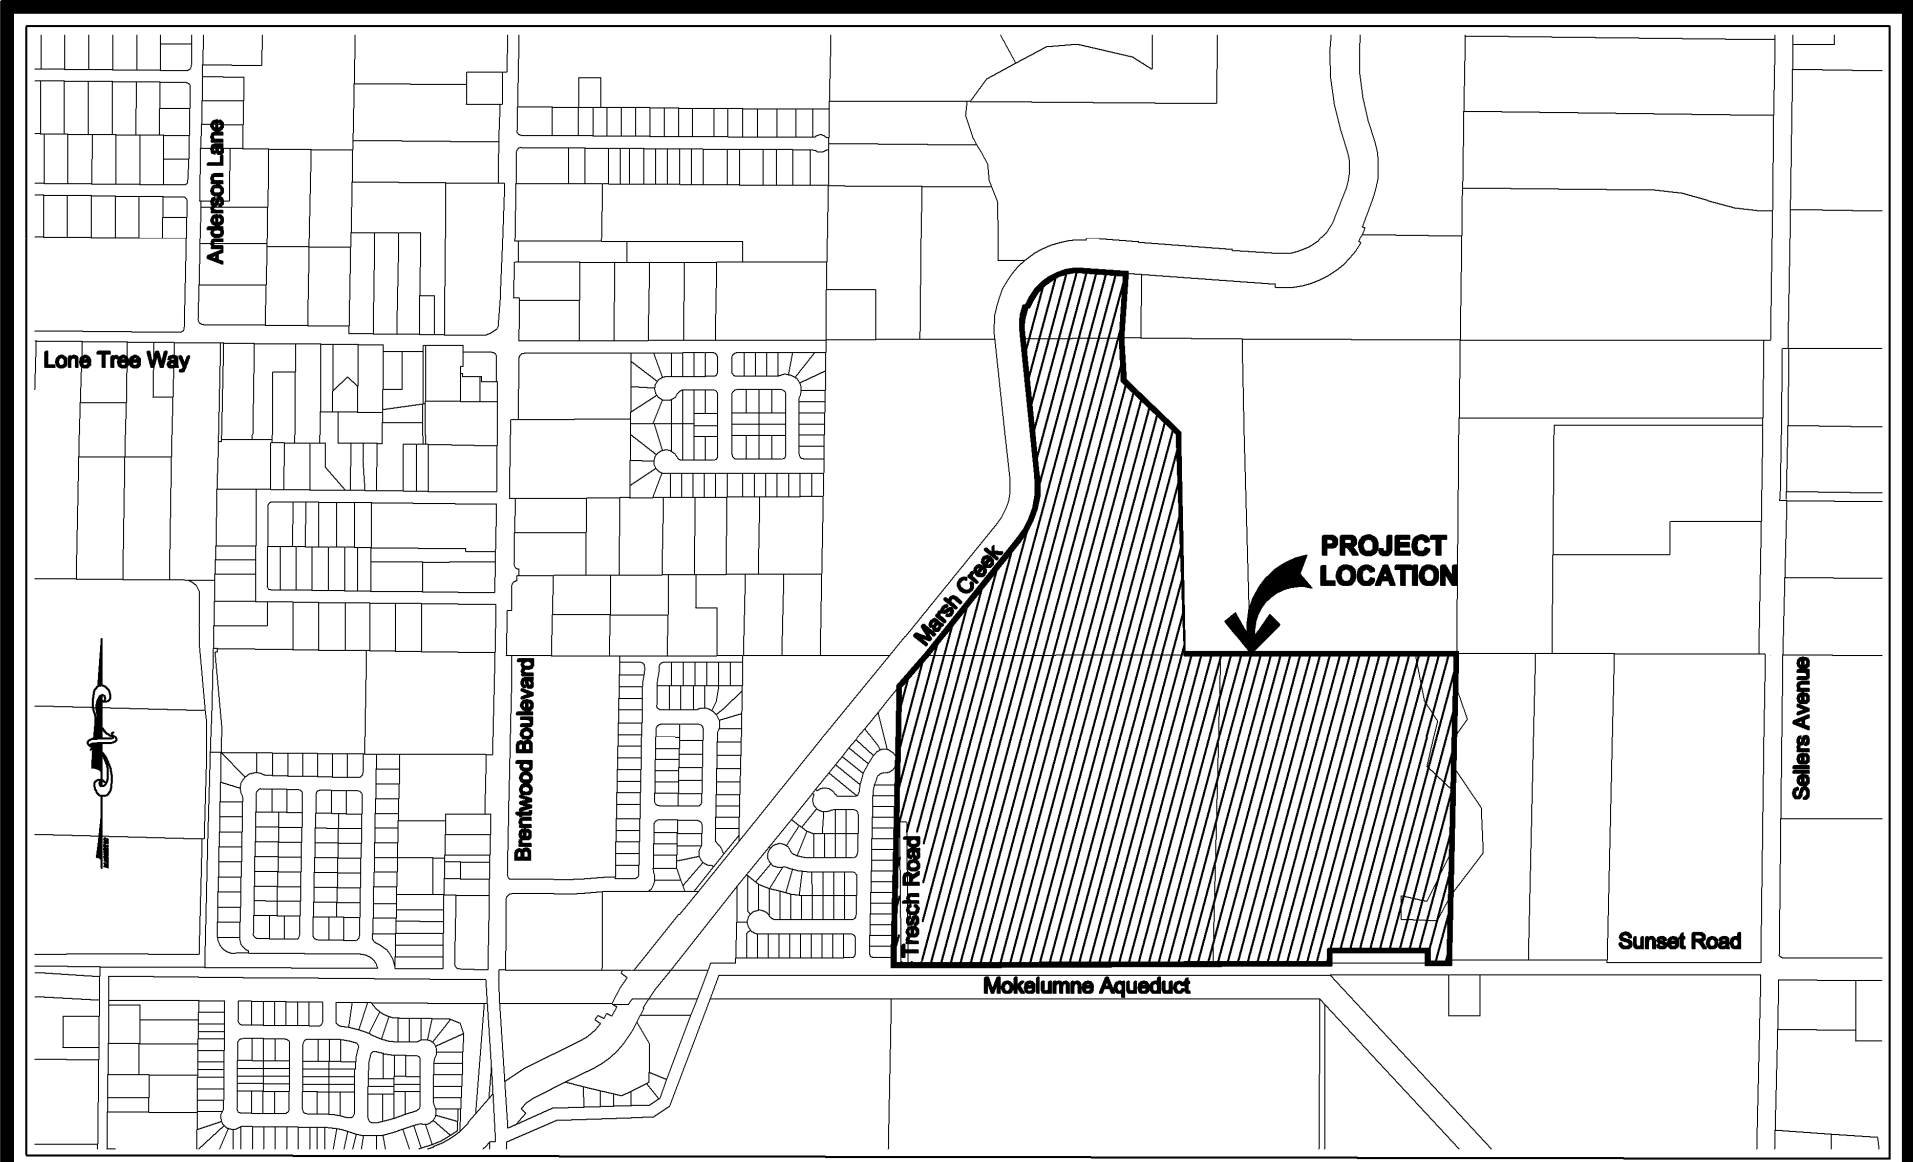 Anderson Lane
Lone Tree Way
PROJECT
LOCATION
Marsh Creek
Brentwood Boulevard
Sellers Avenue
Tresch Road
Sunset Road
Mokelumne Aqueduct